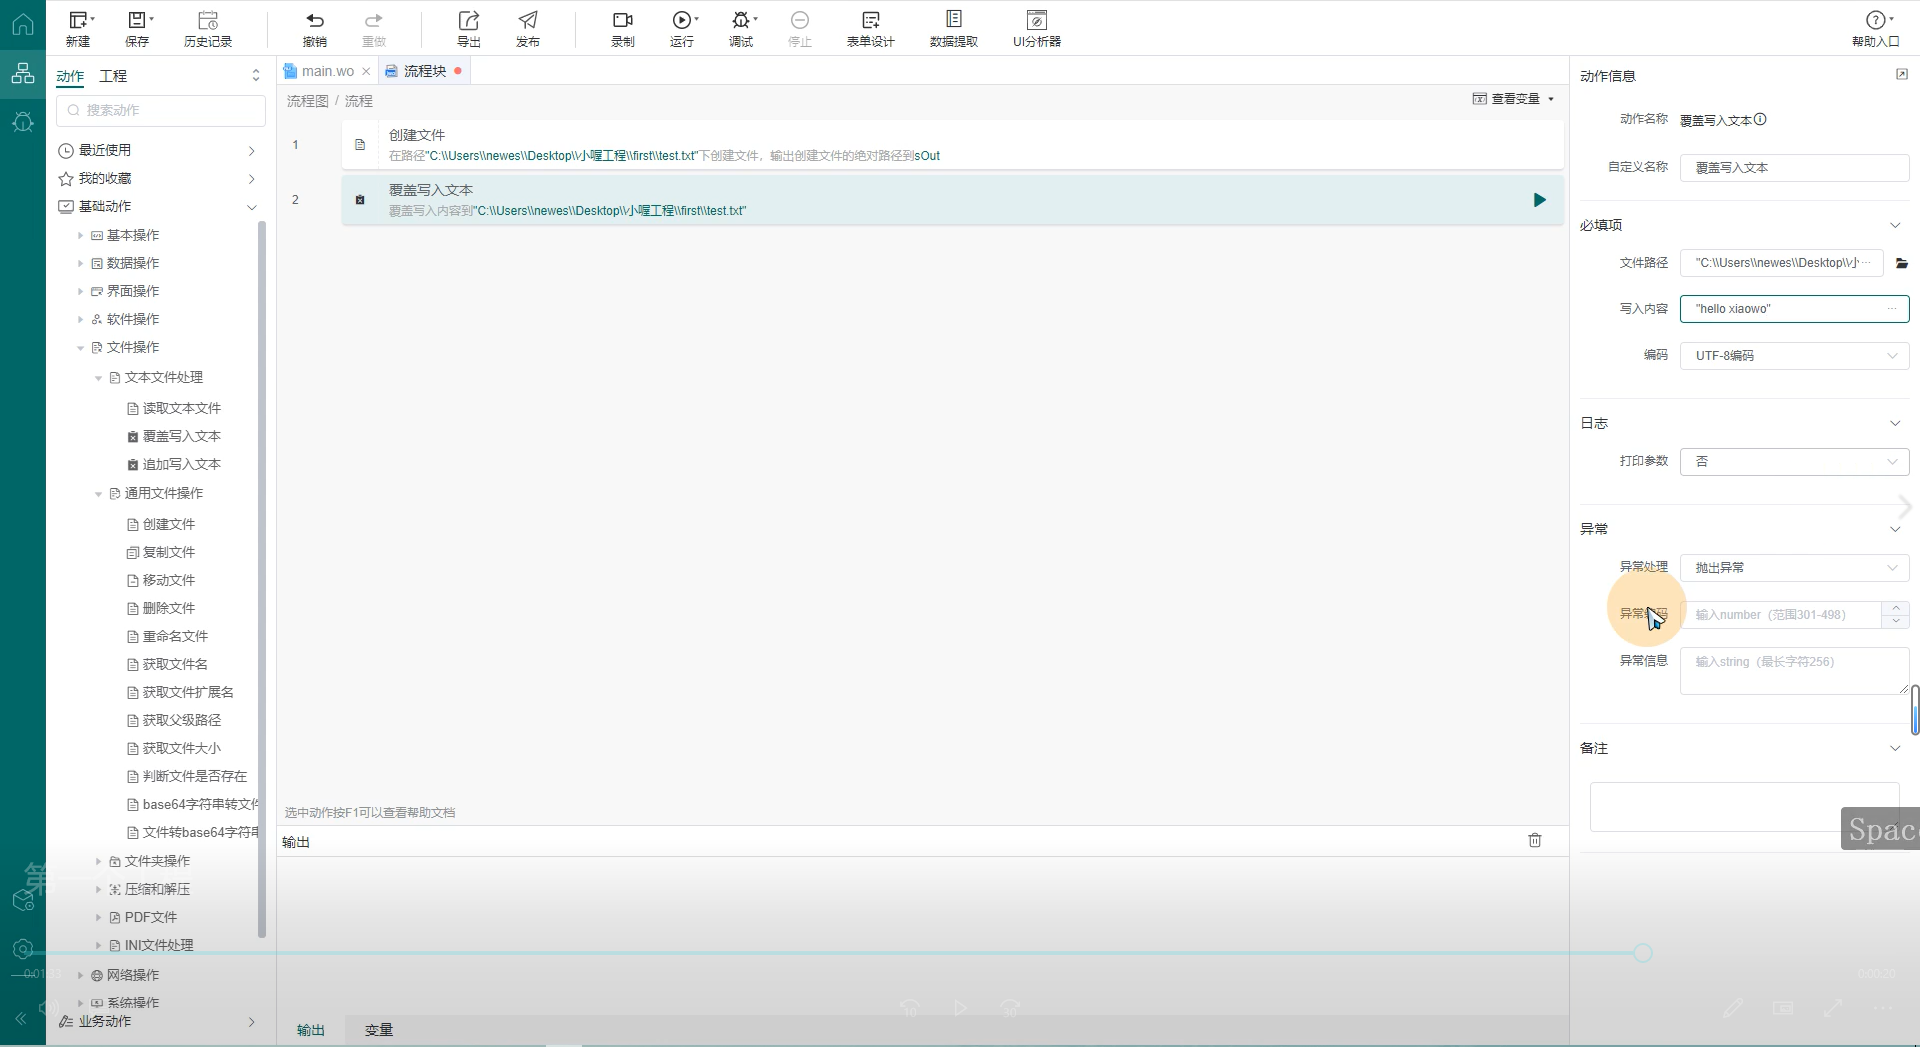 新建
保存
历史记录
撤销
重做
导出
发布
录制
运行
调试
停止
表单设计
数据提取
UI分析器
帮助入口
动作 工程
搜索动作
最近使用
我的收藏
基础动作
基本操作
数据操作
界面操作
软件操作
文件操作
文本文件处理
读取文本文件
覆盖写入文本
追加写入文本
通用文件操作
创建文件
复制文件
移动文件
删除文件
重命名文件
获取文件名
获取文件扩展名
获取父级路径
获取文件大小
判断文件是否存在
base64字符串转文件
文件转base64字符串
文件夹操作
压缩和解压
PDF文件
INI文件处理
网络操作
系统操作
业务动作
main.wo
流程块
流程图 / 流程
查看变量
1
创建文件
在路径"C:\\Users\\newes\\Desktop\\小喔工程\\first\\test.txt"下创建文件，输出创建文件的绝对路径到sOut
2
覆盖写入文本
覆盖写入内容到"C:\\Users\\newes\\Desktop\\小喔工程\\first\\test.txt"
选中动作按F1可以查看帮助文档
输出
输出 变量
动作信息
动作名称 覆盖写入文本
自定义名称 覆盖写入文本
必填项
文件路径 "C:\\Users\\newes\\Desktop\\小···
写入内容 "hello xiaowo" ···
编码 UTF-8编码
日志
打印参数 否
异常
异常处理 抛出异常
异常编码 输入number（范围301-498）
异常信息 输入string（最长字符256）
备注
Spac
0:00:20
10
30